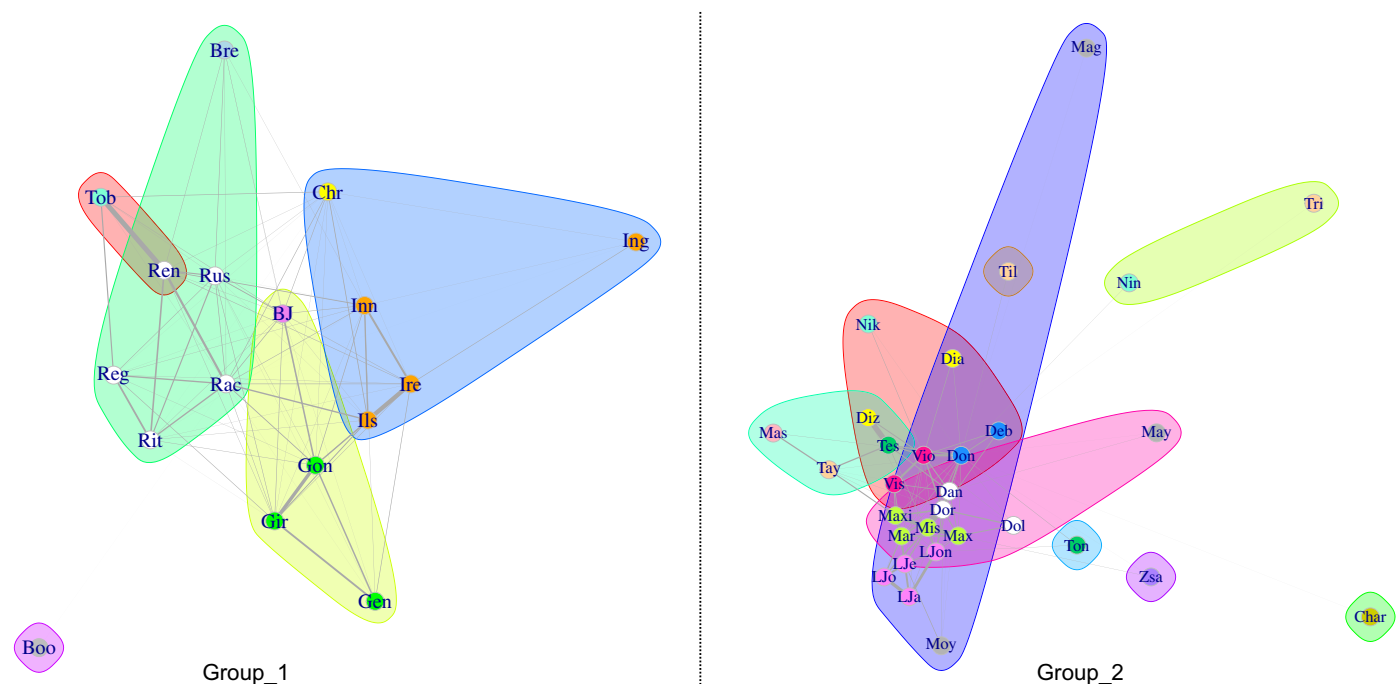 Bre
Tob
Chr
Ing
Ren
Rus
BJ
Inn
Reg
Rac
Ire
Ils
Rit
Gon
Gir
Gen
Boo
Group_1
Mag
Tri
Til
Nin
Nik
Dia
Diz
Mas
Tes
Deb
May
Vio
Don
Tay
Vis
Dan
Dor
Maxi
Mis
Dol
Mar
Max
LJon
Ton
LJe
LJo
Zsa
LJa
Char
Moy
Group_2